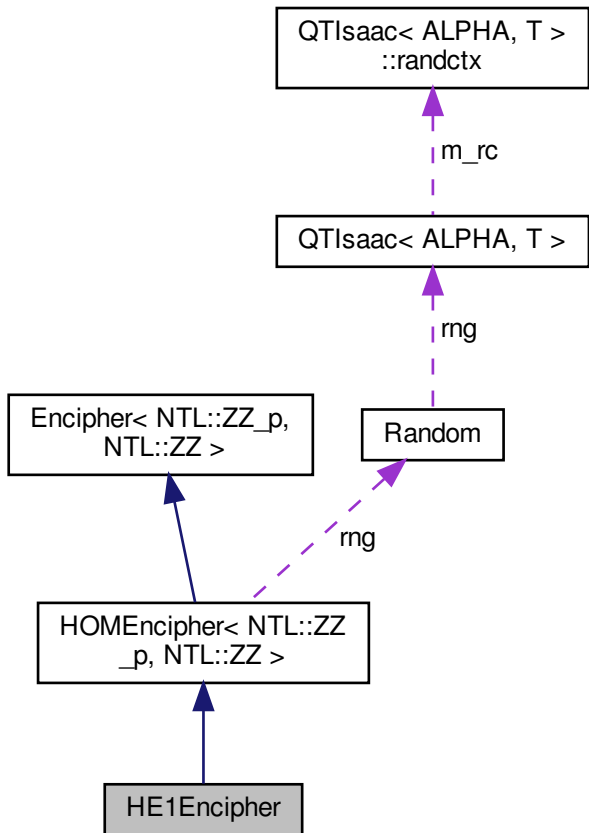 QTIsaac< ALPHA, T >
::randctx
m_rc
QTIsaac< ALPHA, T >
rng
Encipher< NTL::ZZ_p,
NTL::ZZ >
Random
rng
HOMEncipher< NTL::ZZ
_p, NTL::ZZ >
HE1Encipher